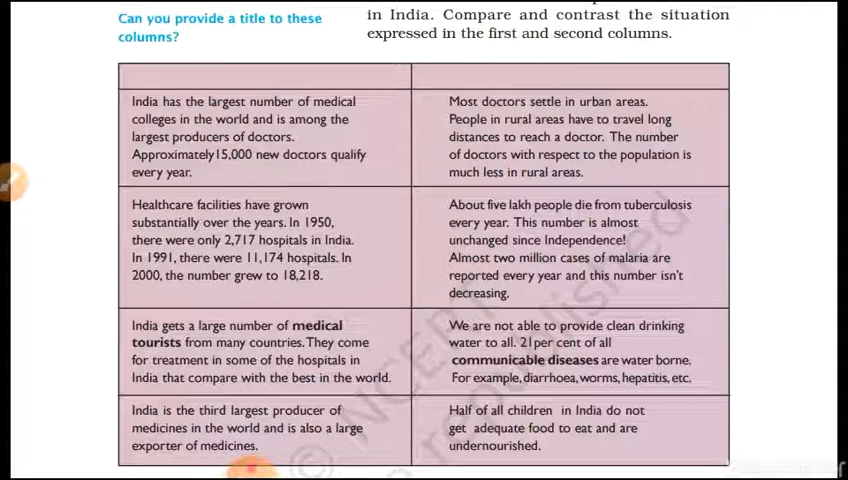 Can you provide a title to these
columns?
in India. Compare and contrast the situation
expressed in the first and second columns.
India has the largest number of medical
colleges in the world and is among the
largest producers of doctors.
Approximately15,000 new doctors qualify
every year.
Most doctors settle in urban areas.
People in rural areas have to travel long
distances to reach a doctor. The number
of doctors with respect to the population is
much less in rural areas.
Healthcare facilities have grown
substantially over the years. In 1950,
there were only 2,717 hospitals in India.
In 1991, there were 11,174 hospitals. In
2000, the number grew to 18,218.
About five lakh people die from tuberculosis
every year. This number is almost
unchanged since Independence!
Almost two million cases of malaria are
reported every year and this number isn't
decreasing.
India gets a large number of medical
tourists from many countries. They come
for treatment in some of the hospitals in
India that compare with the best in the world.
We are not able to provide clean drinking
water to all. 21per cent of all
communicable diseases are water borne.
For example, diarrhoea, worms, hepatitis, etc.
India is the third largest producer of
medicines in the world and is also a large
exporter of medicines.
Half of all children in India do not
get adequate food to eat and are
undernourished.
© NCERT
republished